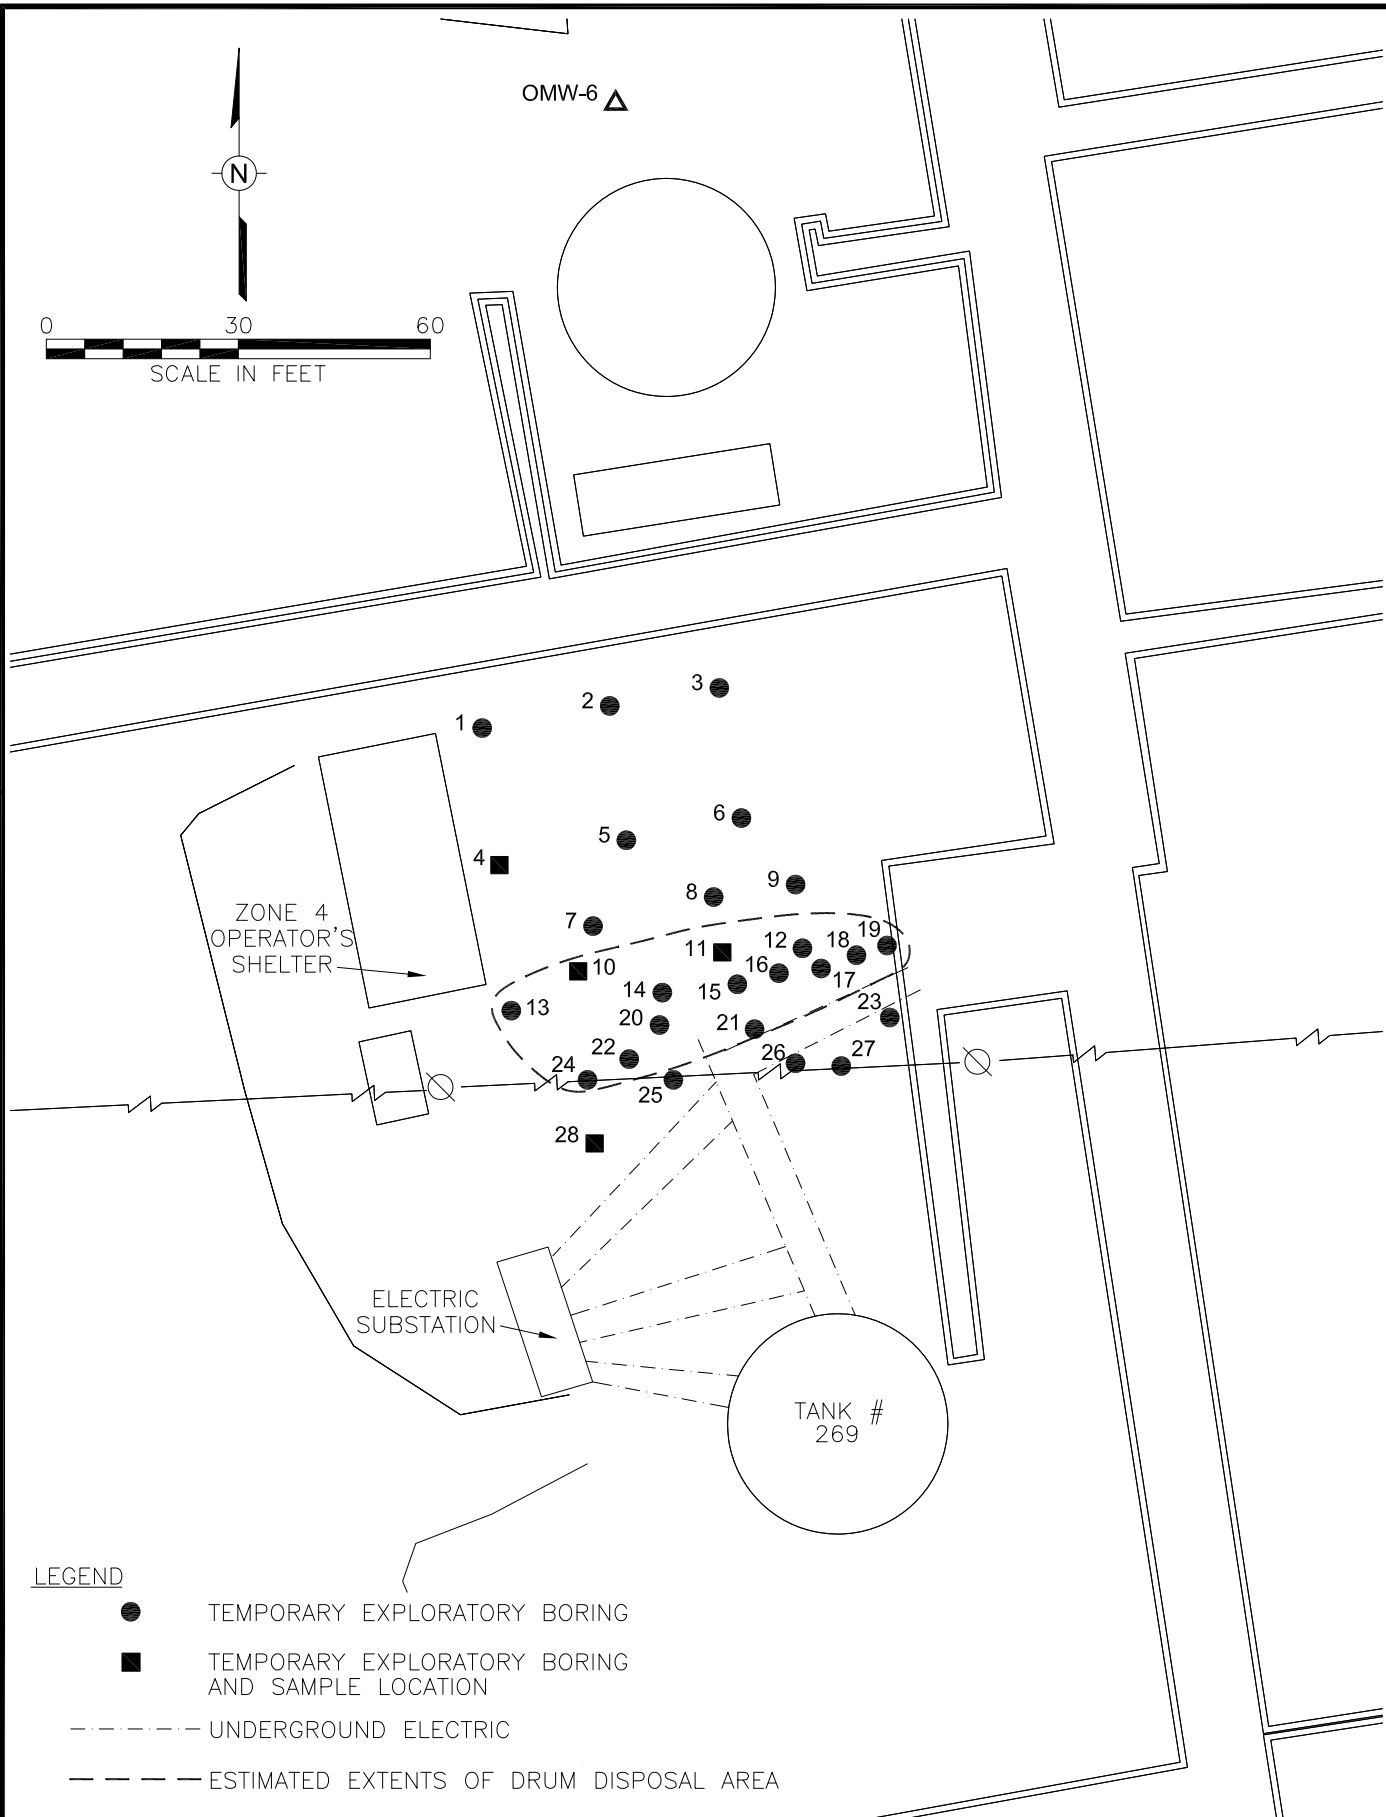 OMW-6
N
0 30 60
SCALE IN FEET
3
2
1
6
5
4
9
8
7
ZONE 4
OPERATOR'S
SHELTER
19
12
18
11
16
17
10
15
14
13
23
20
21
22
26
27
24
25
28
ELECTRIC
SUBSTATION
TANK #
269
LEGEND
TEMPORARY EXPLORATORY BORING
TEMPORARY EXPLORATORY BORING
AND SAMPLE LOCATION
UNDERGROUND ELECTRIC
ESTIMATED EXTENTS OF DRUM DISPOSAL AREA